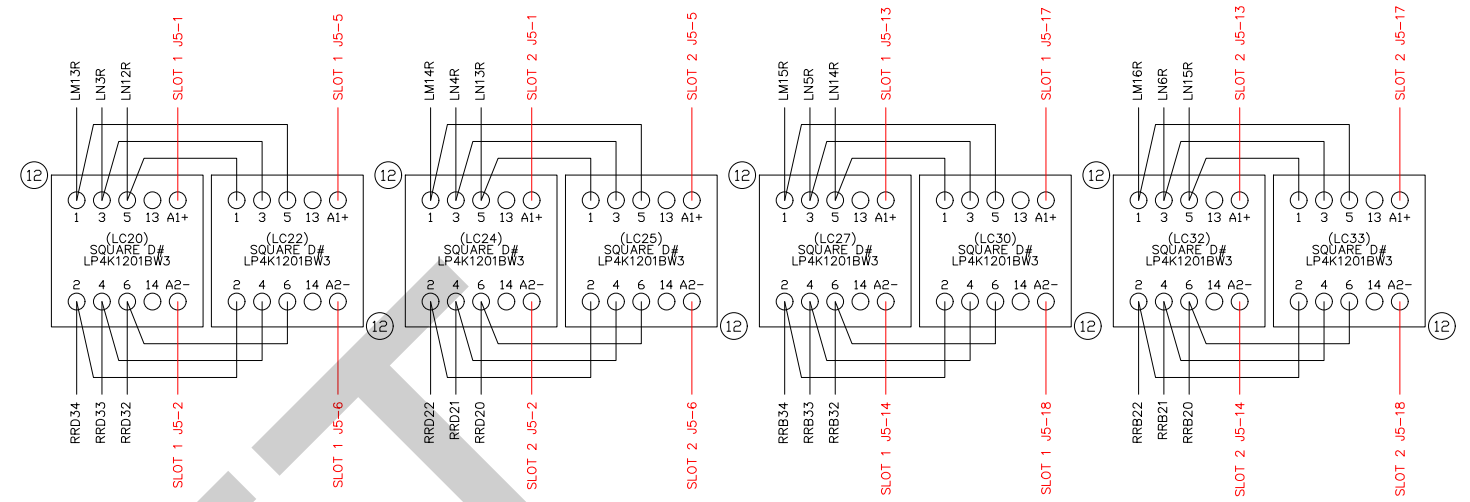 SLOT 1 J5-1
SLOT 1 J5-5
SLOT 2 J5-1
SLOT 2 J5-5
SLOT 1 J5-13
SLOT 1 J5-17
SLOT 2 J5-13
SLOT 2 J5-17
LM13R
LN3R
LN12R
LM14R
LN4R
LN13R
LM15R
LN5R
LN14R
LM16R
LN6R
LN15R
12
12
12
12
1 3 5 13 A1+
1 3 5 13 A1+
1 3 5 13 A1+
1 3 5 13 A1+
1 3 5 13 A1+
1 3 5 13 A1+
1 3 5 13 A1+
1 3 5 13 A1+
(LC20)
SQUARE D#
LP4K1201BW3
(LC22)
SQUARE D#
LP4K1201BW3
(LC24)
SQUARE D#
LP4K1201BW3
(LC25)
SQUARE D#
LP4K1201BW3
(LC27)
SQUARE D#
LP4K1201BW3
(LC30)
SQUARE D#
LP4K1201BW3
(LC32)
SQUARE D#
LP4K1201BW3
(LC33)
SQUARE D#
LP4K1201BW3
2 4 6 14 A2-
2 4 6 14 A2-
2 4 6 14 A2-
2 4 6 14 A2-
2 4 6 14 A2-
2 4 6 14 A2-
2 4 6 14 A2-
2 4 6 14 A2-
12
12
12
12
RRD34
RRD33
RRD32
SLOT 1 J5-2
SLOT 1 J5-6
RRD22
RRD21
RRD20
SLOT 2 J5-2
SLOT 2 J5-6
RRB34
RRB33
RRB32
SLOT 1 J5-14
SLOT 1 J5-18
RRB22
RRB21
RRB20
SLOT 2 J5-14
SLOT 2 J5-18